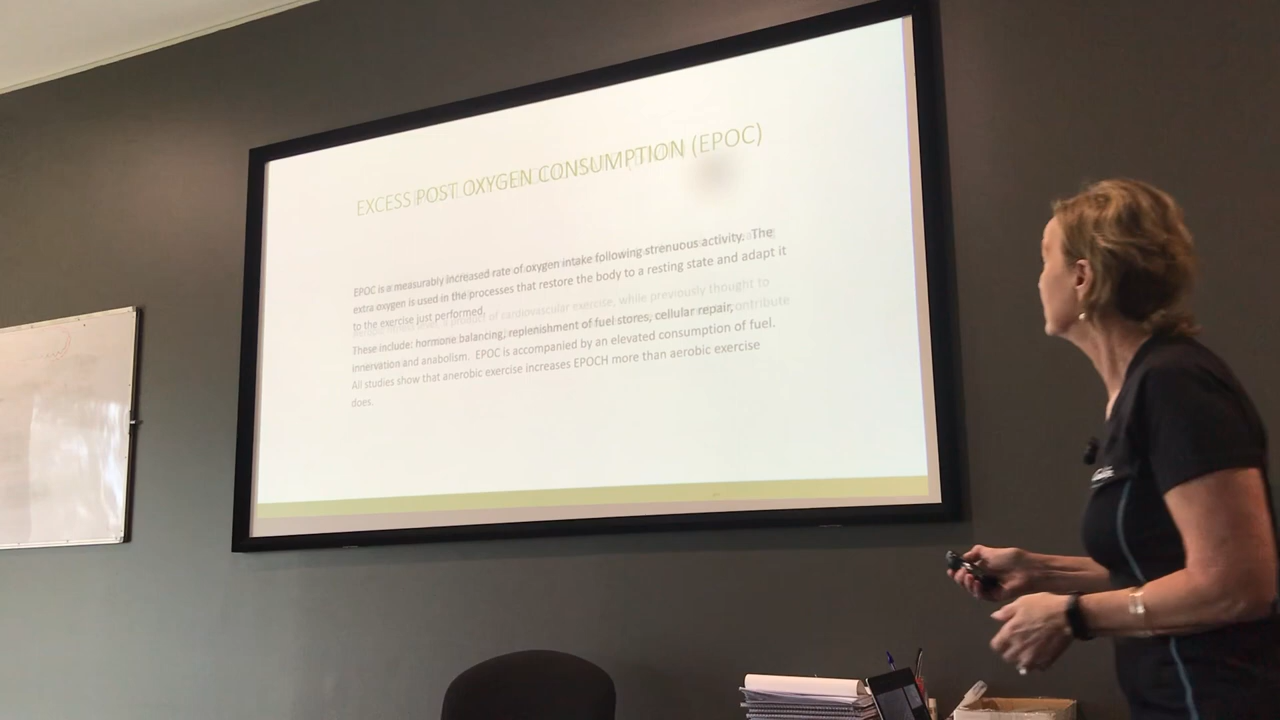 EXCESS POST OXYGEN CONSUMPTION (EPOC)
EPOC is a measurably increased rate of oxygen intake following strenuous activity. The
extra oxygen is used in the processes that restore the body to a resting state and adapt it
to the exercise just performed.
of cardiovascular exercise, while previously thought to
These include: hormone balancing, replenishment of fuel stores, cellular repair, contribute
innervation and anabolism. EPOC is accompanied by an elevated consumption of fuel.
All studies show that anerobic exercise increases EPOCH more than aerobic exercise
does.